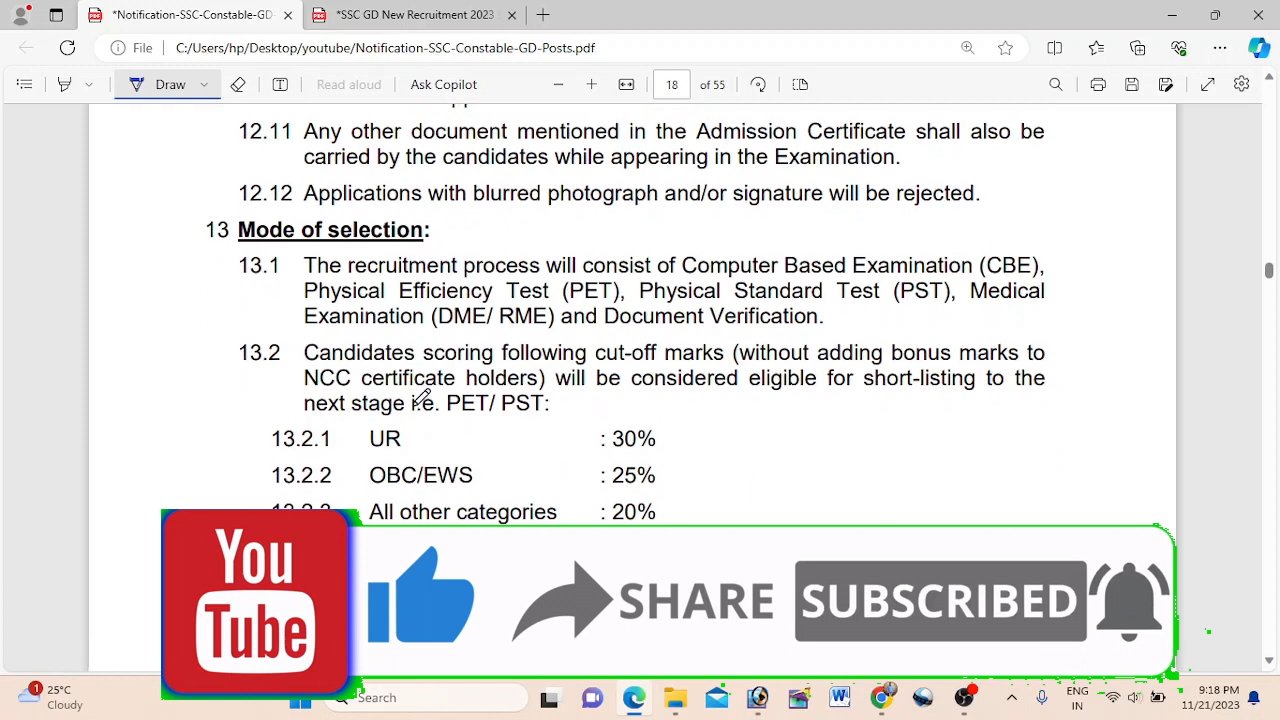 *Notification-SSC-Constable-GD-
*SSC GD New Recruitment 2023
File
C:/Users/hp/Desktop/youtube/Notification-SSC-Constable-GD-Posts.pdf
Draw
Read aloud
Ask Copilot
18
of 55
12.11 Any other document mentioned in the Admission Certificate shall also be
carried by the candidates while appearing in the Examination.
12.12 Applications with blurred photograph and/or signature will be rejected.
13 Mode of selection:
13.1 The recruitment process will consist of Computer Based Examination (CBE),
Physical Efficiency Test (PET), Physical Standard Test (PST), Medical
Examination (DME/ RME) and Document Verification.
13.2 Candidates scoring following cut-off marks (without adding bonus marks to
NCC certificate holders) will be considered eligible for short-listing to the
next stage i.e. PET/ PST:
13.2.1 UR : 30%
13.2.2 OBC/EWS : 25%
13.2.3 All other categories : 20%
You
Tube
SHARE
SUBSCRIBED
1
25°C
Cloudy
Search
ENG
IN
9:18 PM
11/21/2023